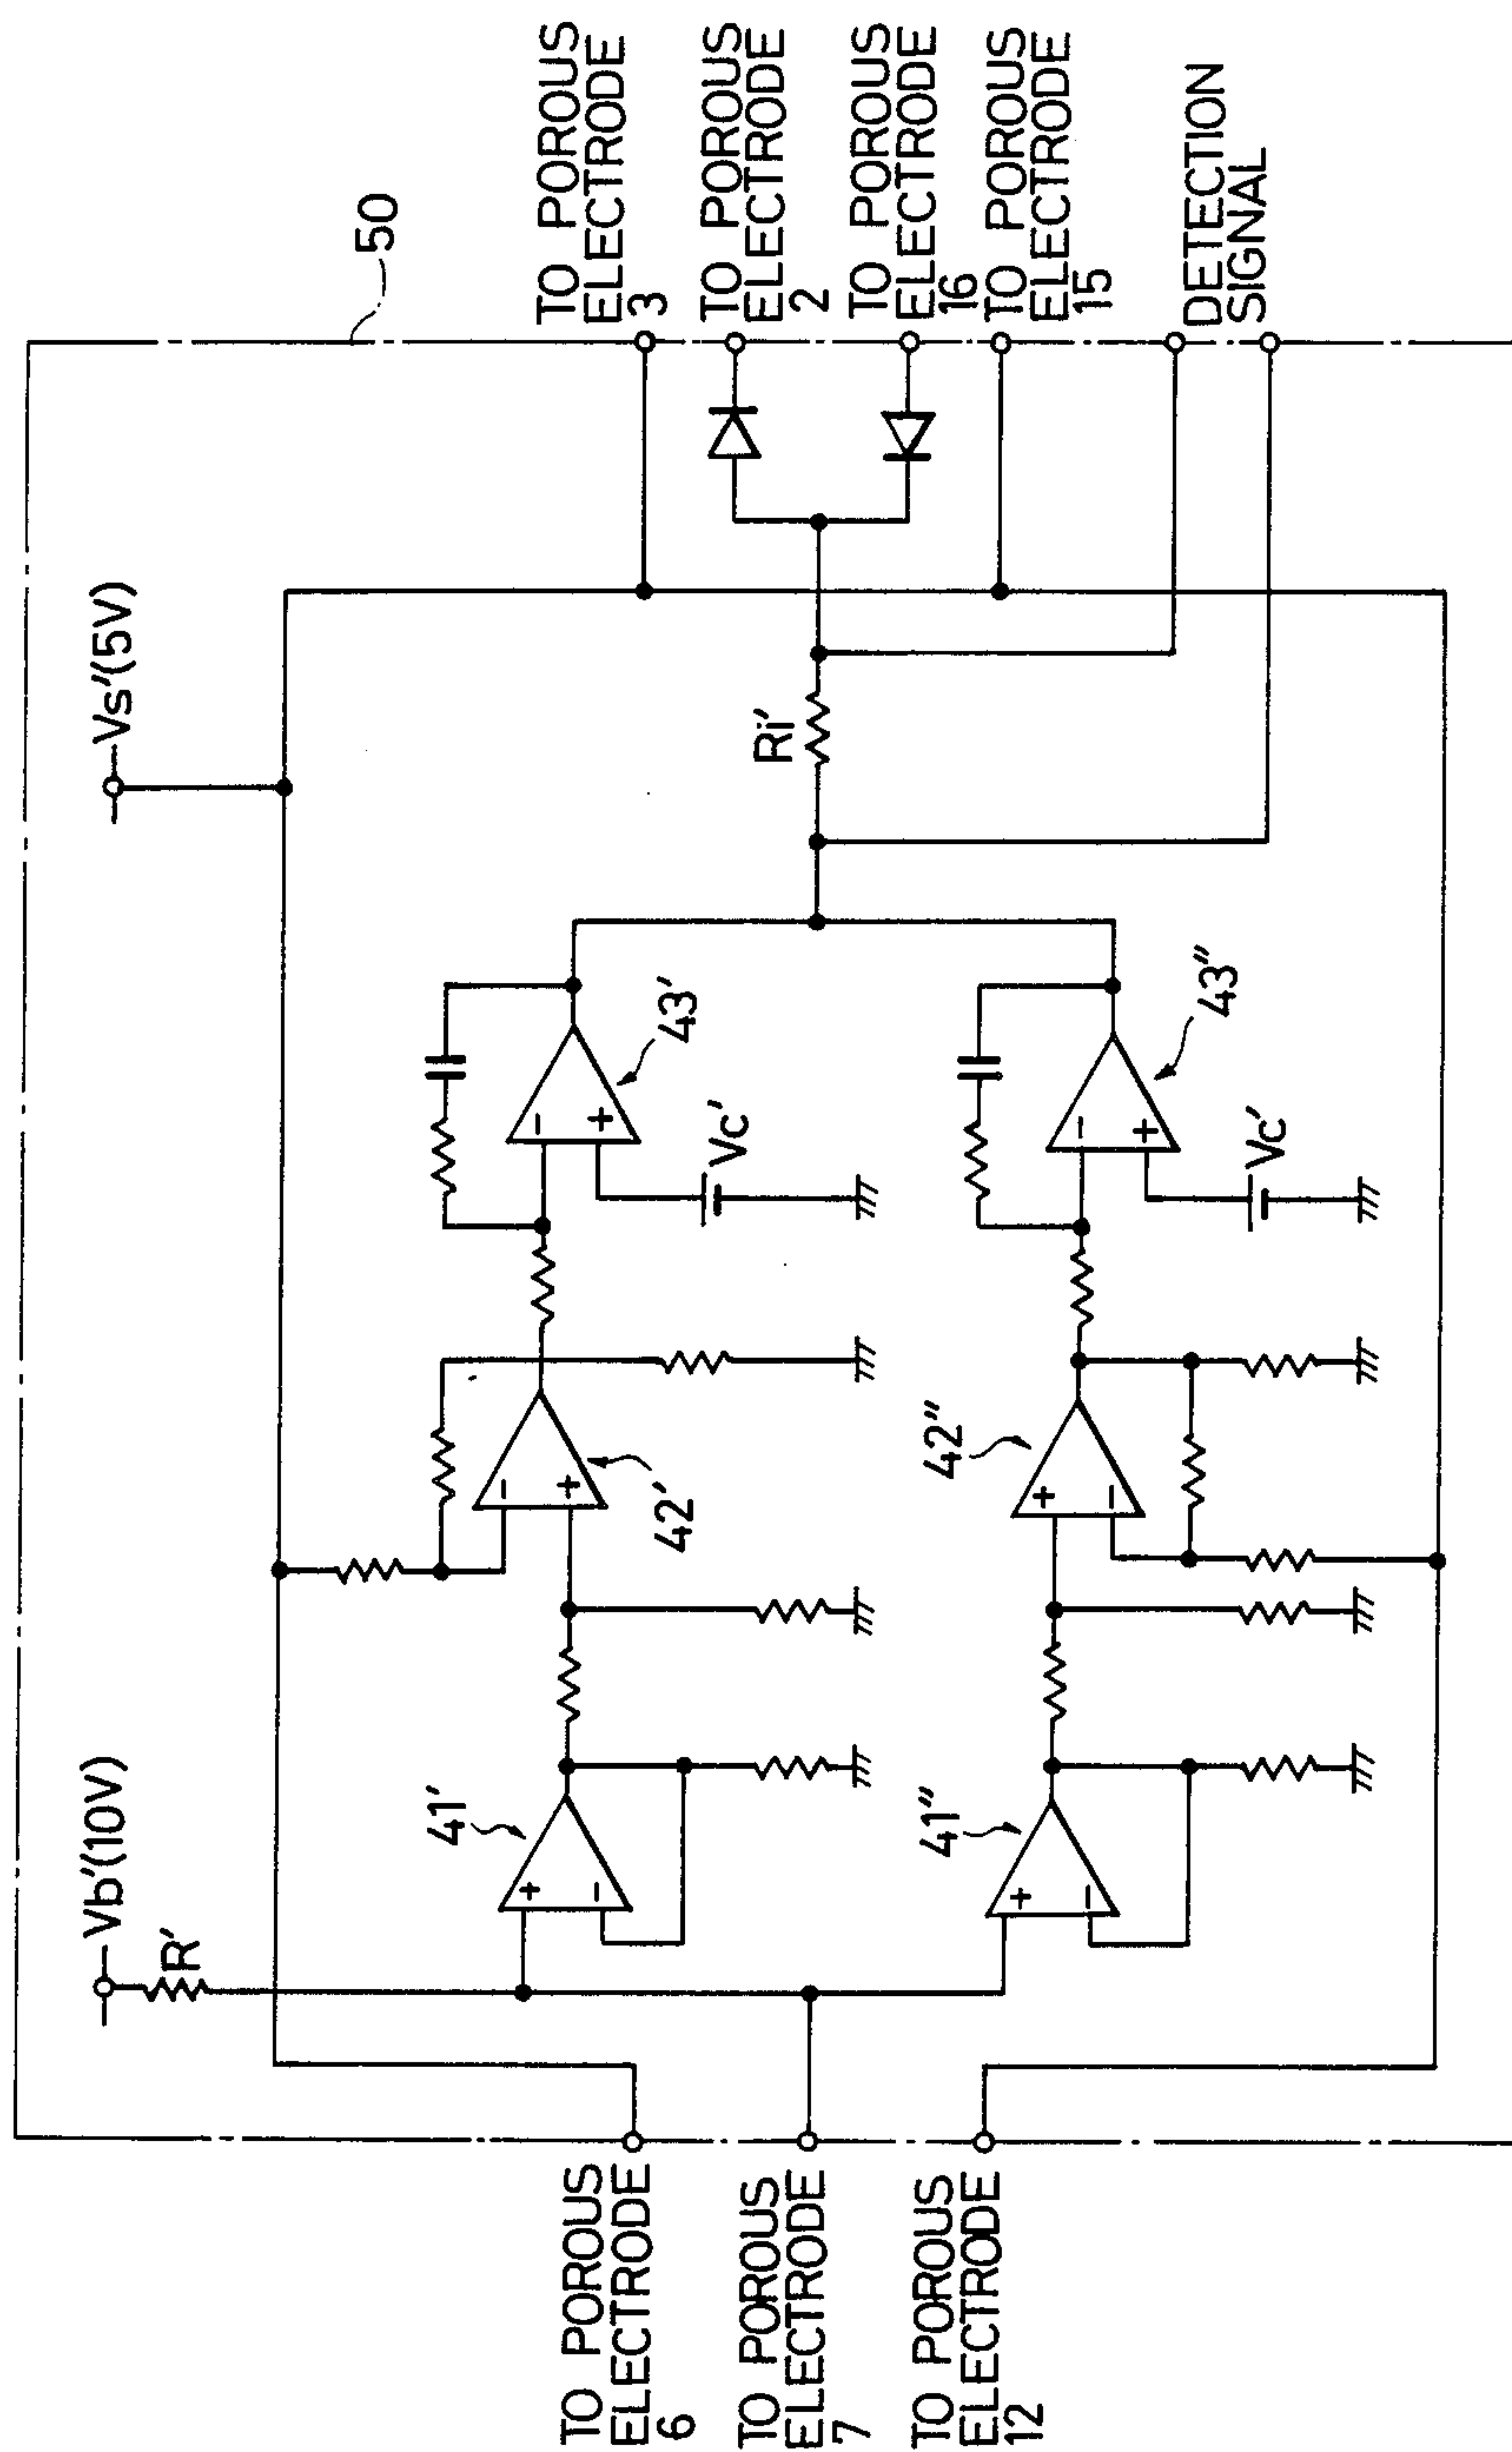 Vb'(10V)
R'
Vs'(5V)
50
TO POROUS
ELECTRODE
6
TO POROUS
ELECTRODE
7
TO POROUS
ELECTRODE
12
41'
+
−
42'
−
+
43'
−
+
Vc'
41"
+
−
42"
+
−
43"
−
+
Vc'
Ri'
TO POROUS
ELECTRODE
3
TO POROUS
ELECTRODE
2
TO POROUS
ELECTRODE
16
TO POROUS
ELECTRODE
15
DETECTION
SIGNAL